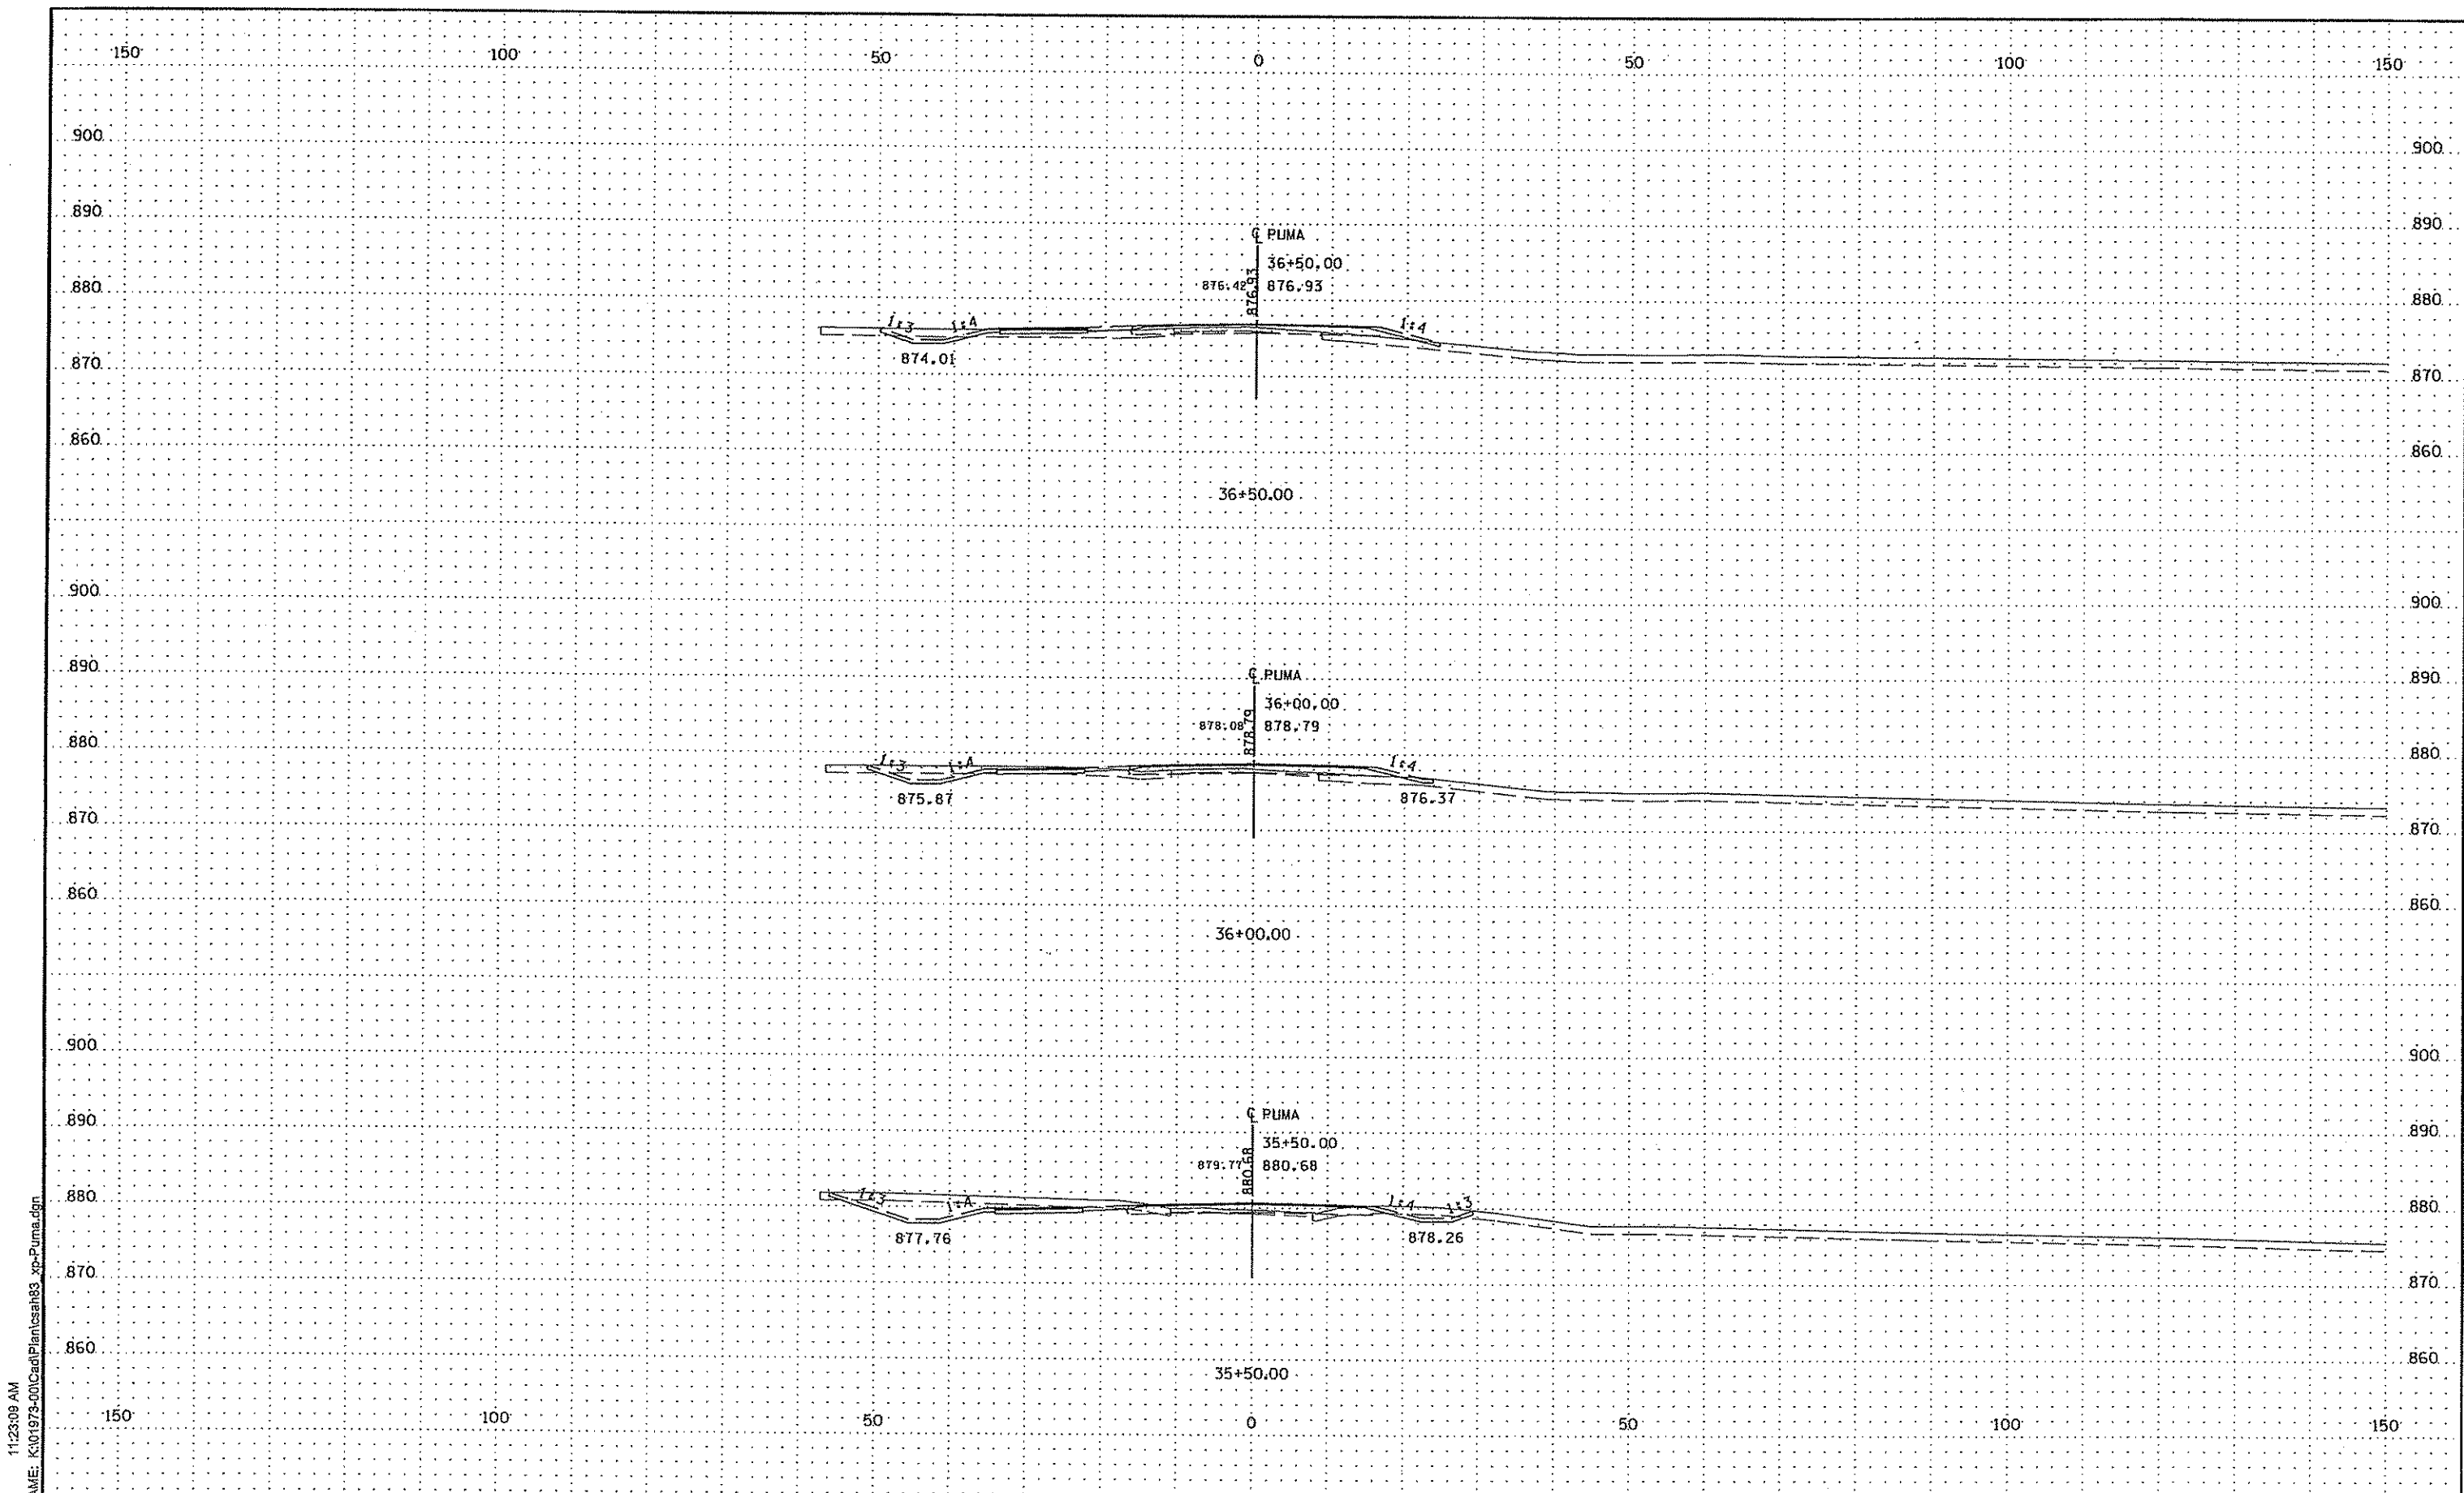 150 100 50 0 50 100 150
900 900
890 890
℄ PUMA
36+50.00
876.42 876.93 876.93
880 880
1:3 1:A 1:4
874.01
870 870
860 860
36+50.00
900 900
890 890
℄ PUMA
36+00.00
878.08 878.79 878.79
880 880
1:3 1:A 1:4
875.87 876.37
870 870
860 860
36+00.00
900 900
890 890
℄ PUMA
35+50.00
879.77 880.68 880.68
880 880
1:3 1:A 1:4 1:3
877.76 878.26
870 870
860 860
35+50.00
150 100 50 0 50 100 150
11:23:09 AM
AME: K:\01973-00\Cad\Plan\csah83_xp-Puma.dgn